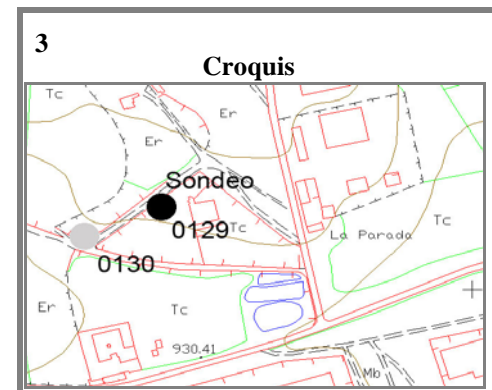 3
Croquis
Tc
Er
Er
Sondeo
0129
Tc
Tc
La Parada
0130
Er
Tc
930.41
Mb